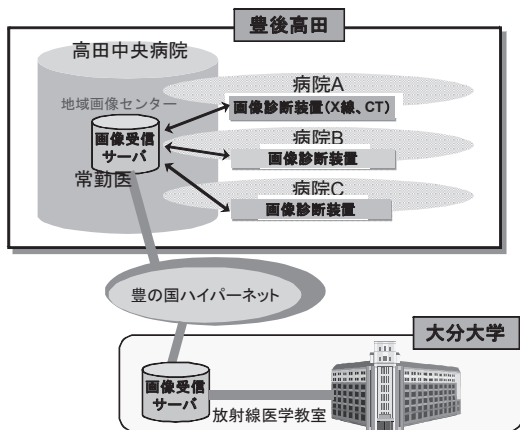 豊後高田
高田中央病院
地域画像センター
画像受信
サーバ
常勤医
病院A
画像診断装置(X線、CT)
病院B
画像診断装置
病院C
画像診断装置
豊の国ハイパーネット
大分大学
画像受信
サーバ
放射線医学教室